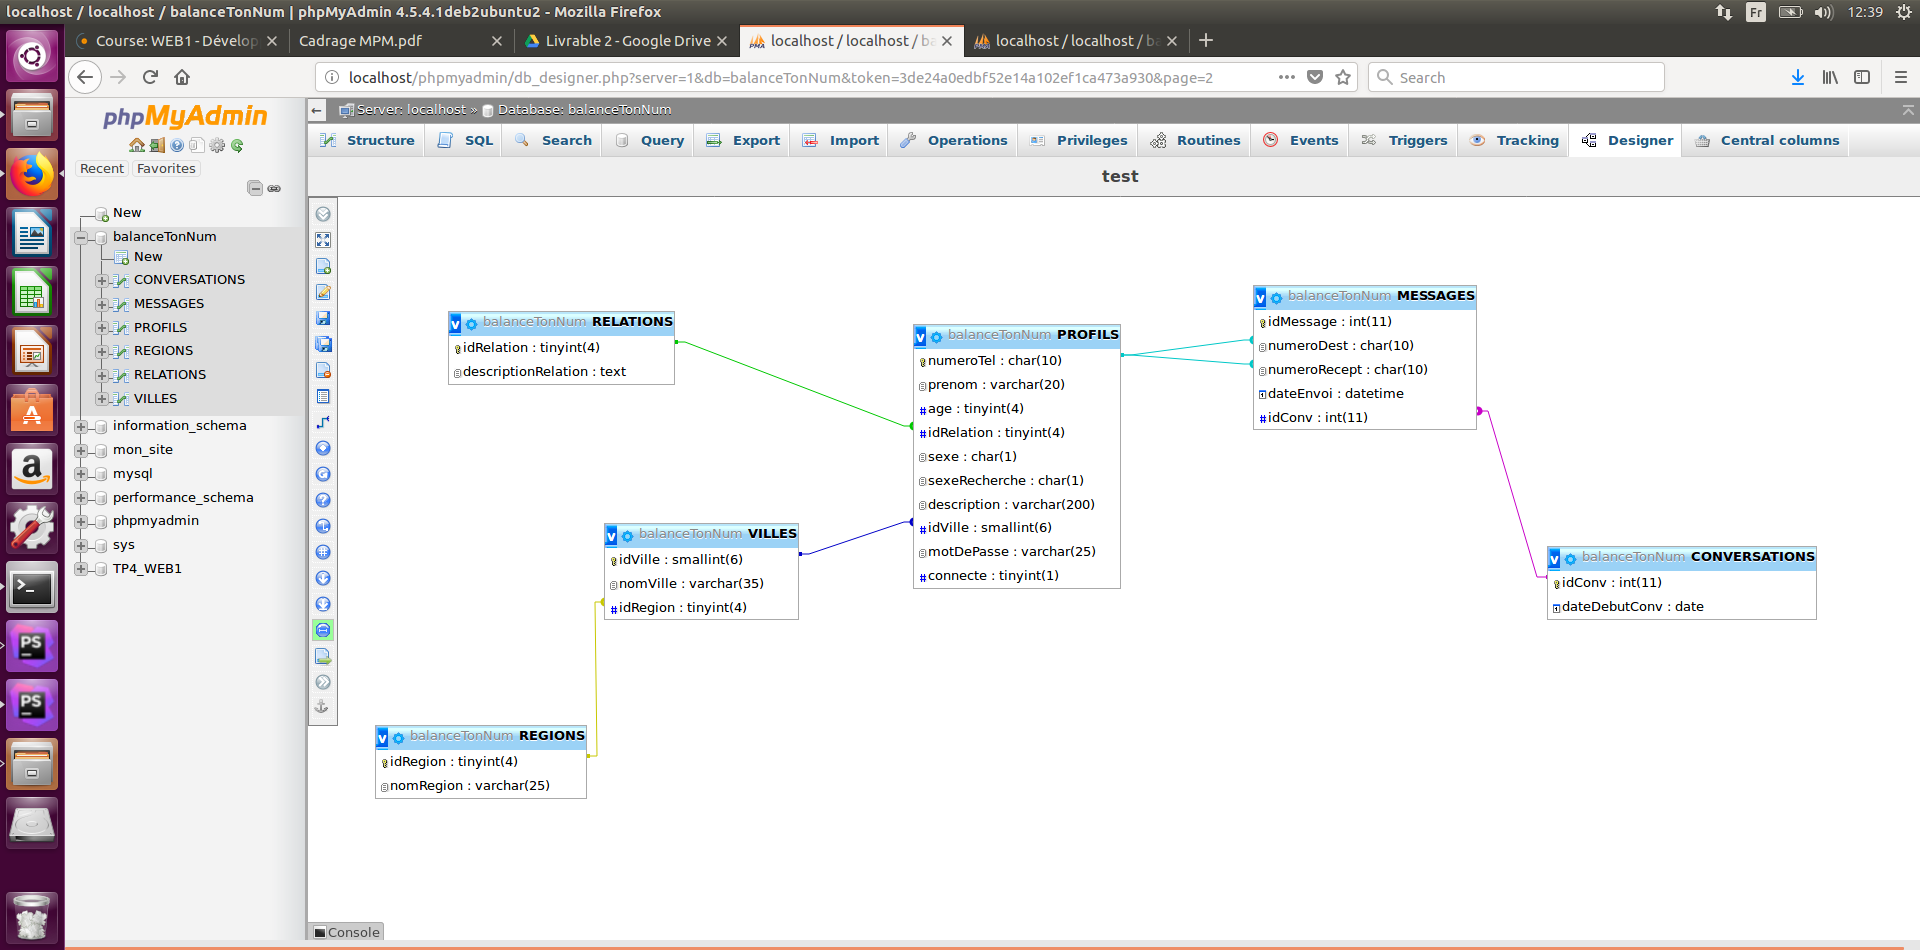 localhost / localhost / balanceTonNum | phpMyAdmin 4.5.4.1deb2ubuntu2 - Mozilla Firefox
Fr
12:39
Course: WEB1 - Dévelop
Cadrage MPM.pdf
Livrable 2 - Google Drive
localhost / localhost / ba
localhost / localhost / b
localhost/phpmyadmin/db_designer.php?server=1&db=balanceTonNum&token=3de24a0edbf52e14a102ef1ca473a930&page=2
Search
phpMyAdmin
Recent
Favorites
New
balanceTonNum
New
CONVERSATIONS
MESSAGES
PROFILS
REGIONS
RELATIONS
VILLES
information_schema
mon_site
mysql
performance_schema
phpmyadmin
sys
TP4_WEB1
Server: localhost » Database: balanceTonNum
Structure
SQL
Search
Query
Export
Import
Operations
Privileges
Routines
Events
Triggers
Tracking
Designer
Central columns
test
v balanceTonNum RELATIONS
idRelation : tinyint(4)
descriptionRelation : text
v balanceTonNum PROFILS
numeroTel : char(10)
prenom : varchar(20)
#age : tinyint(4)
#idRelation : tinyint(4)
sexe : char(1)
sexeRecherche : char(1)
description : varchar(200)
#idVille : smallint(6)
motDePasse : varchar(25)
#connecte : tinyint(1)
v balanceTonNum MESSAGES
idMessage : int(11)
numeroDest : char(10)
numeroRecept : char(10)
dateEnvoi : datetime
#idConv : int(11)
v balanceTonNum VILLES
idVille : smallint(6)
nomVille : varchar(35)
#idRegion : tinyint(4)
v balanceTonNum CONVERSATIONS
idConv : int(11)
dateDebutConv : date
v balanceTonNum REGIONS
idRegion : tinyint(4)
nomRegion : varchar(25)
Console
PS
PS